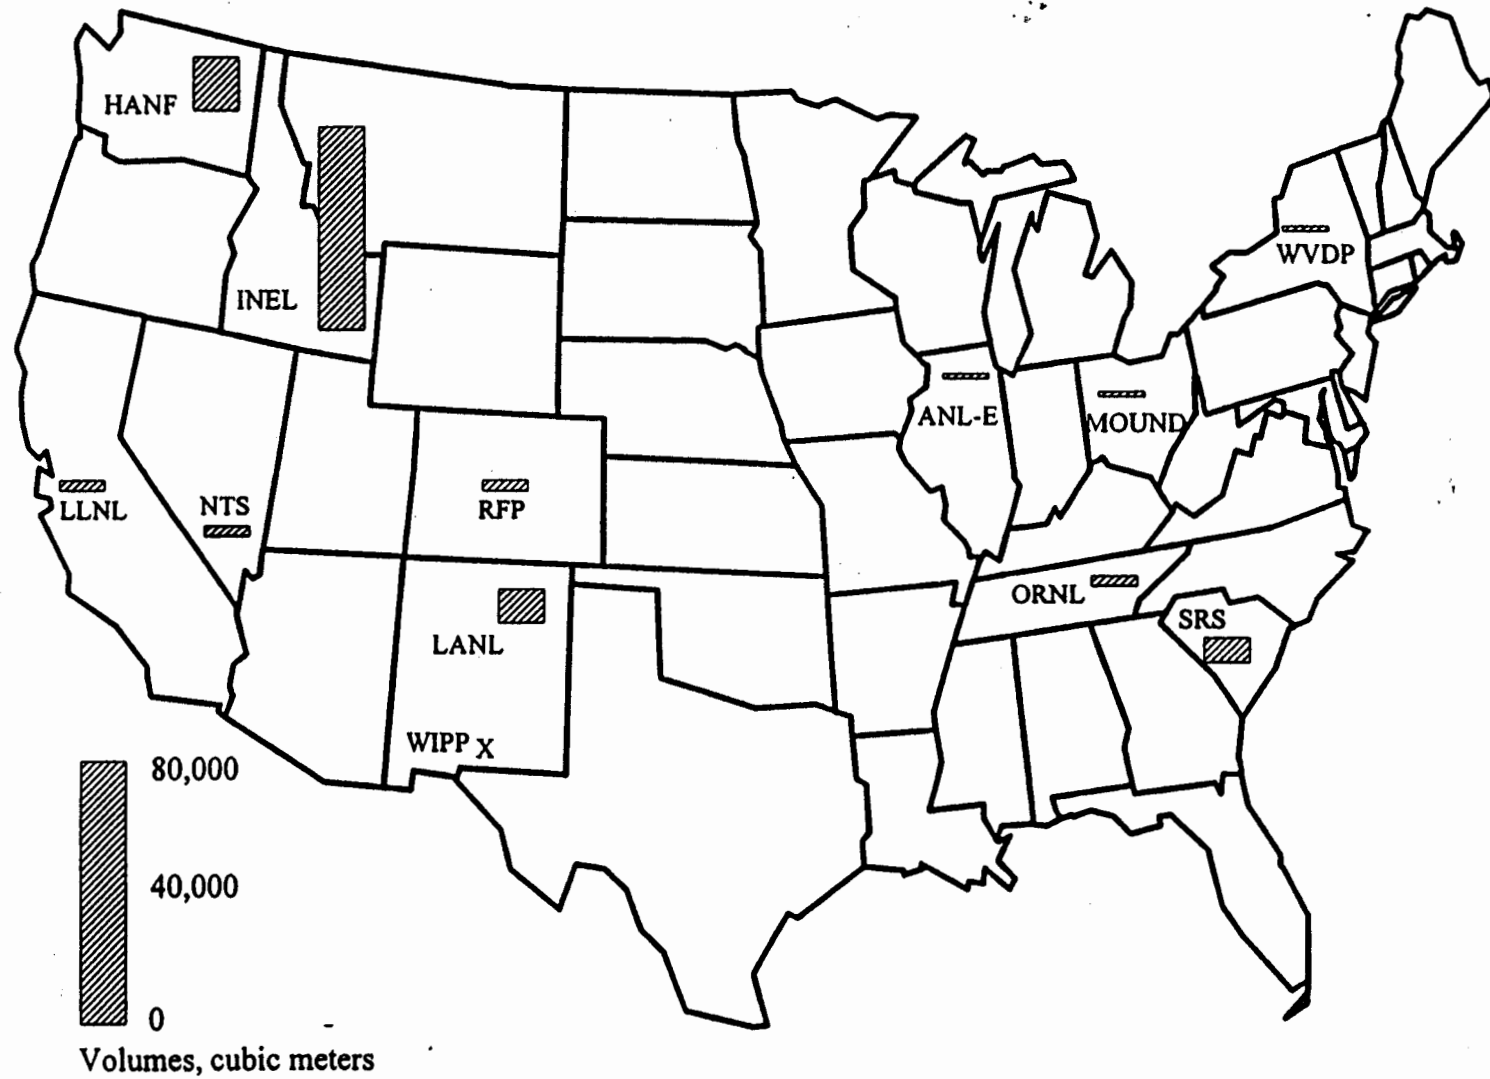 HANF
WVDP
INEL
ANL-E
MOUND
LLNL
NTS
RFP
ORNL
LANL
SRS
WIPP X
80,000
40,000
0
Volumes, cubic meters